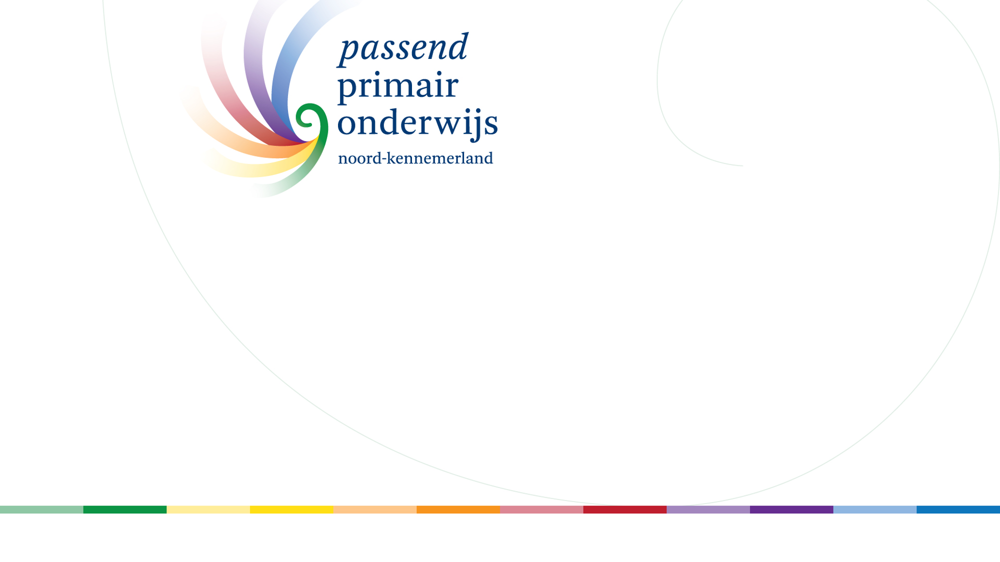 passend
primair
onderwijs
noord-kennemerland